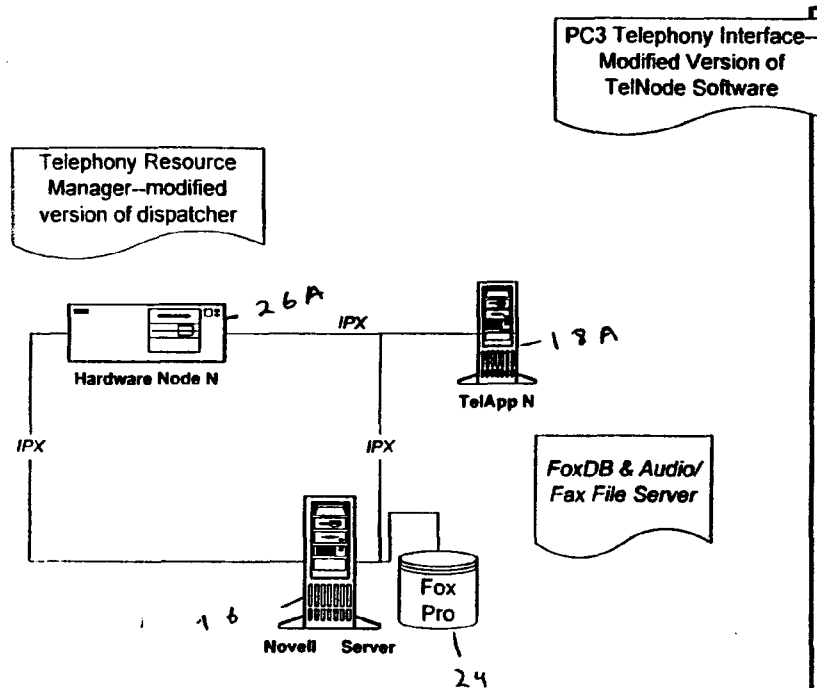 PC3 Telephony Interface--
Modified Version of
TelNode Software
Telephony Resource
Manager--modified
version of dispatcher
26A
IPX
18A
Hardware Node N
TelApp N
IPX
IPX
FoxDB & Audio/
Fax File Server
Fox
Pro
16
Novell Server
24